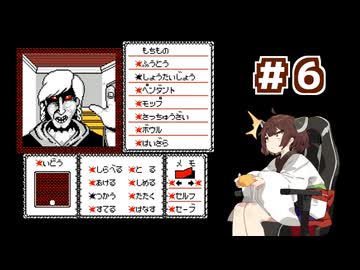 もちもの
ふうとう
しょうたいじょう
ペンダント
モップ
さっちゅうざい
ボウル
はいざら
#6
いどう
しらべる
とる
あける
しめる
つかう
たたく
すてる
はなす
メモ
セルフ
セーブ